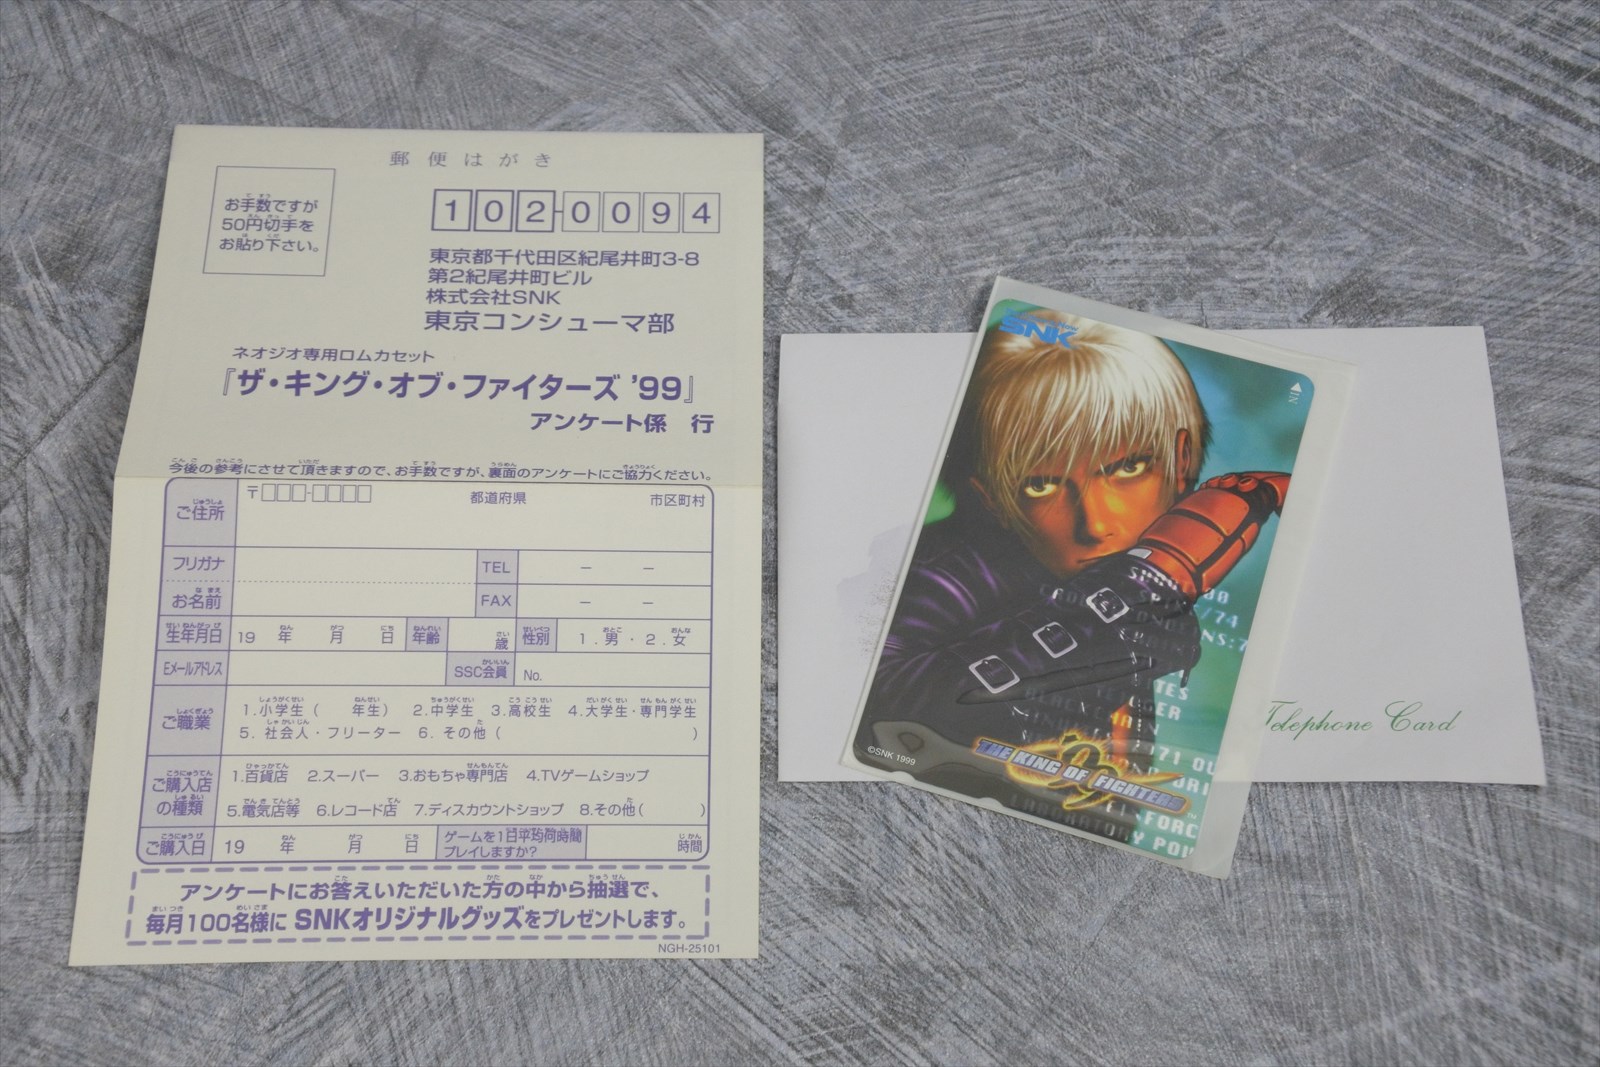 郵便はがき
お手数ですが
50円切手を
お貼り下さい。
102-0094
東京都千代田区紀尾井町3-8
第2紀尾井町ビル
株式会社SNK
東京コンシューマ部
ネオジオ専用ロムカセット
『ザ・キング・オブ・ファイターズ '99』
アンケート係 行
今後の参考にさせて頂きますので、お手数ですが、裏面のアンケートにご協力ください。
ご住所 〒□□□-□□□□ 都道府県 市区町村
フリガナ TEL − −
お名前 FAX − −
生年月日 19 年 月 日 年齢 歳 性別 1.男・2.女
Eメールアドレス SSC会員 No.
ご職業 1.小学生( 年生) 2.中学生 3.高校生 4.大学生・専門学生
5.社会人・フリーター 6.その他( )
ご購入店の種類 1.百貨店 2.スーパー 3.おもちゃ専門店 4.TVゲームショップ
5.電気店等 6.レコード店 7.ディスカウントショップ 8.その他( )
ご購入日 19 年 月 日 ゲームを1日平均何時間プレイしますか? 時間
アンケートにお答えいただいた方の中から抽選で、
毎月100名様に SNKオリジナルグッズをプレゼントします。
NGH-25101
SNK
IN
/74
NS:7
TES
GER
071 OU
FORC
LABORATORY POW
©SNK 1999
THE KING OF FIGHTERS '99
Telephone Card